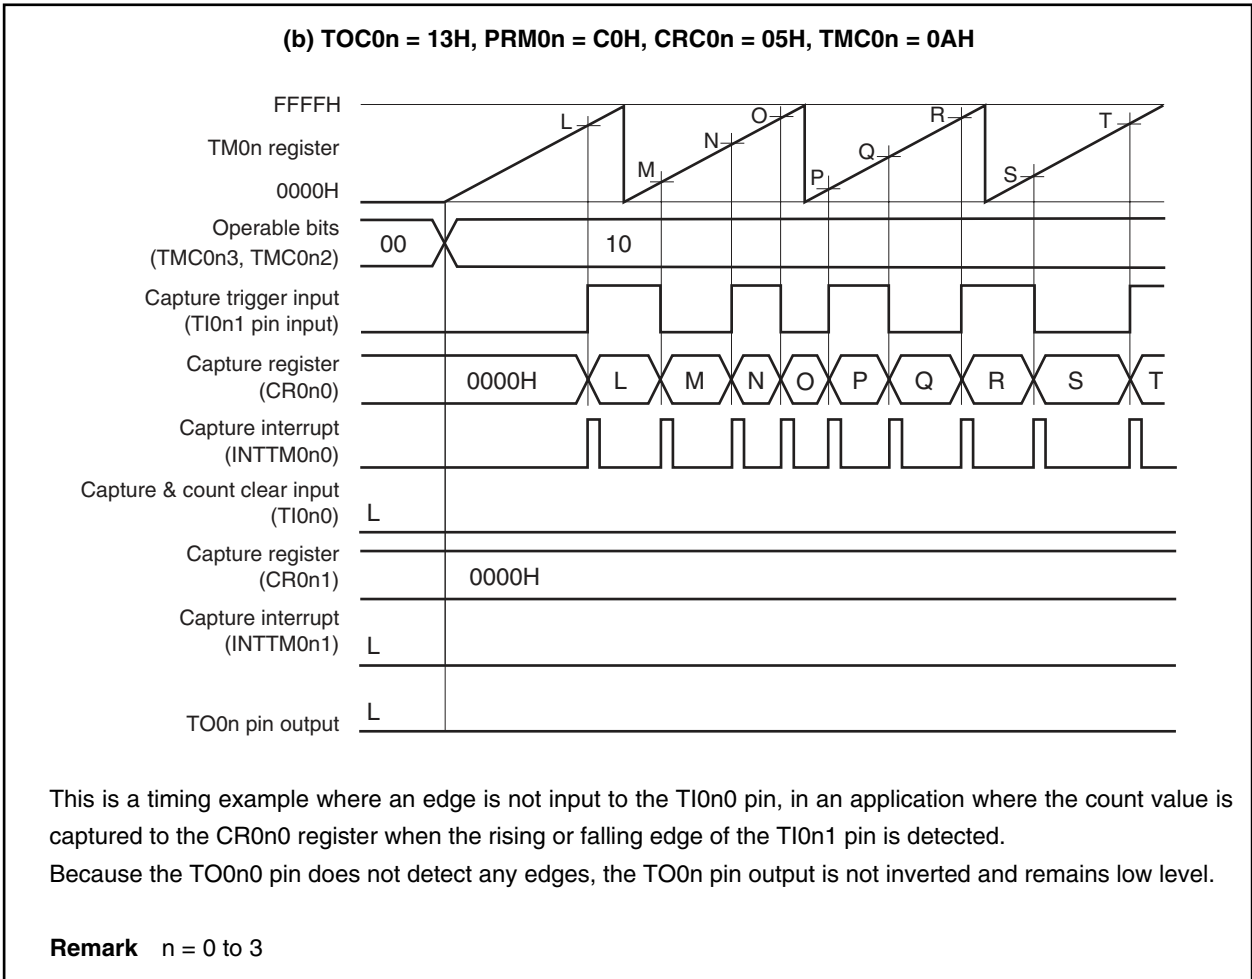 (b) TOC0n = 13H, PRM0n = C0H, CRC0n = 05H, TMC0n = 0AH
FFFFH
TM0n register
0000H
L
M
N
O
P
Q
R
S
T
Operable bits
(TMC0n3, TMC0n2)
00
10
Capture trigger input
(TI0n1 pin input)
Capture register
(CR0n0)
0000H
L
M
N
O
P
Q
R
S
T
Capture interrupt
(INTTM0n0)
Capture & count clear input
(TI0n0)
L
Capture register
(CR0n1)
0000H
Capture interrupt
(INTTM0n1)
L
TO0n pin output
L
This is a timing example where an edge is not input to the TI0n0 pin, in an application where the count value is
captured to the CR0n0 register when the rising or falling edge of the TI0n1 pin is detected.
Because the TO0n0 pin does not detect any edges, the TO0n pin output is not inverted and remains low level.
Remark n = 0 to 3